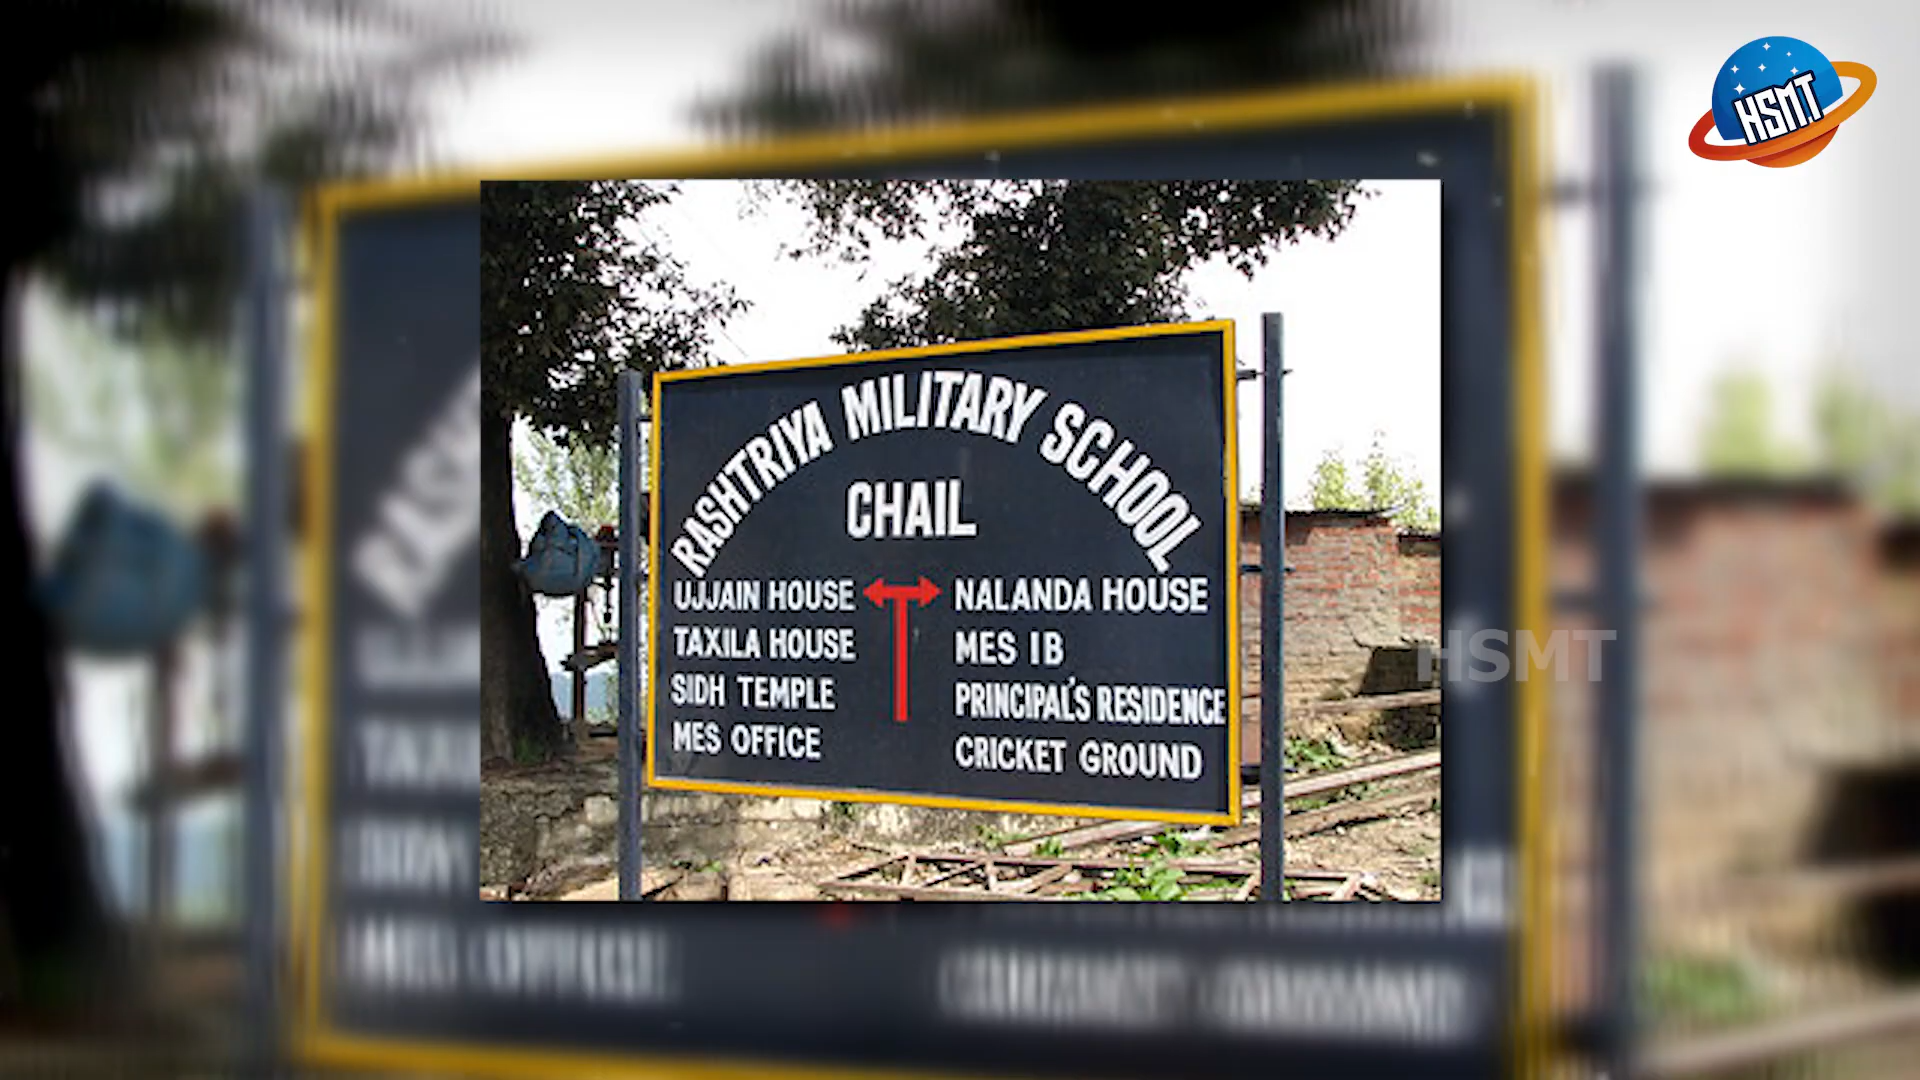 HSMT
RASHTRIYA MILITARY SCHOOL
CHAIL
UJJAIN HOUSE NALANDA HOUSE
TAXILA HOUSE MES IB
SIDH TEMPLE PRINCIPAL'S RESIDENCE
MES OFFICE CRICKET GROUND
HSMT